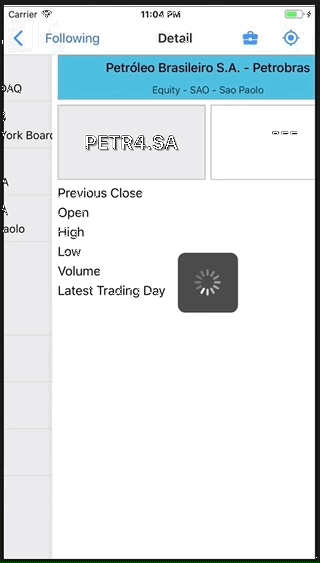 Carrier 11:04 PM
Following Detail
Petróleo Brasileiro S.A. - Petrobras
Equity - SAO - Sao Paolo
PETR4.SA ---
Previous Close
Open
High
Low
Volume
Latest Trading Day
DAQ
York Board
A
aolo